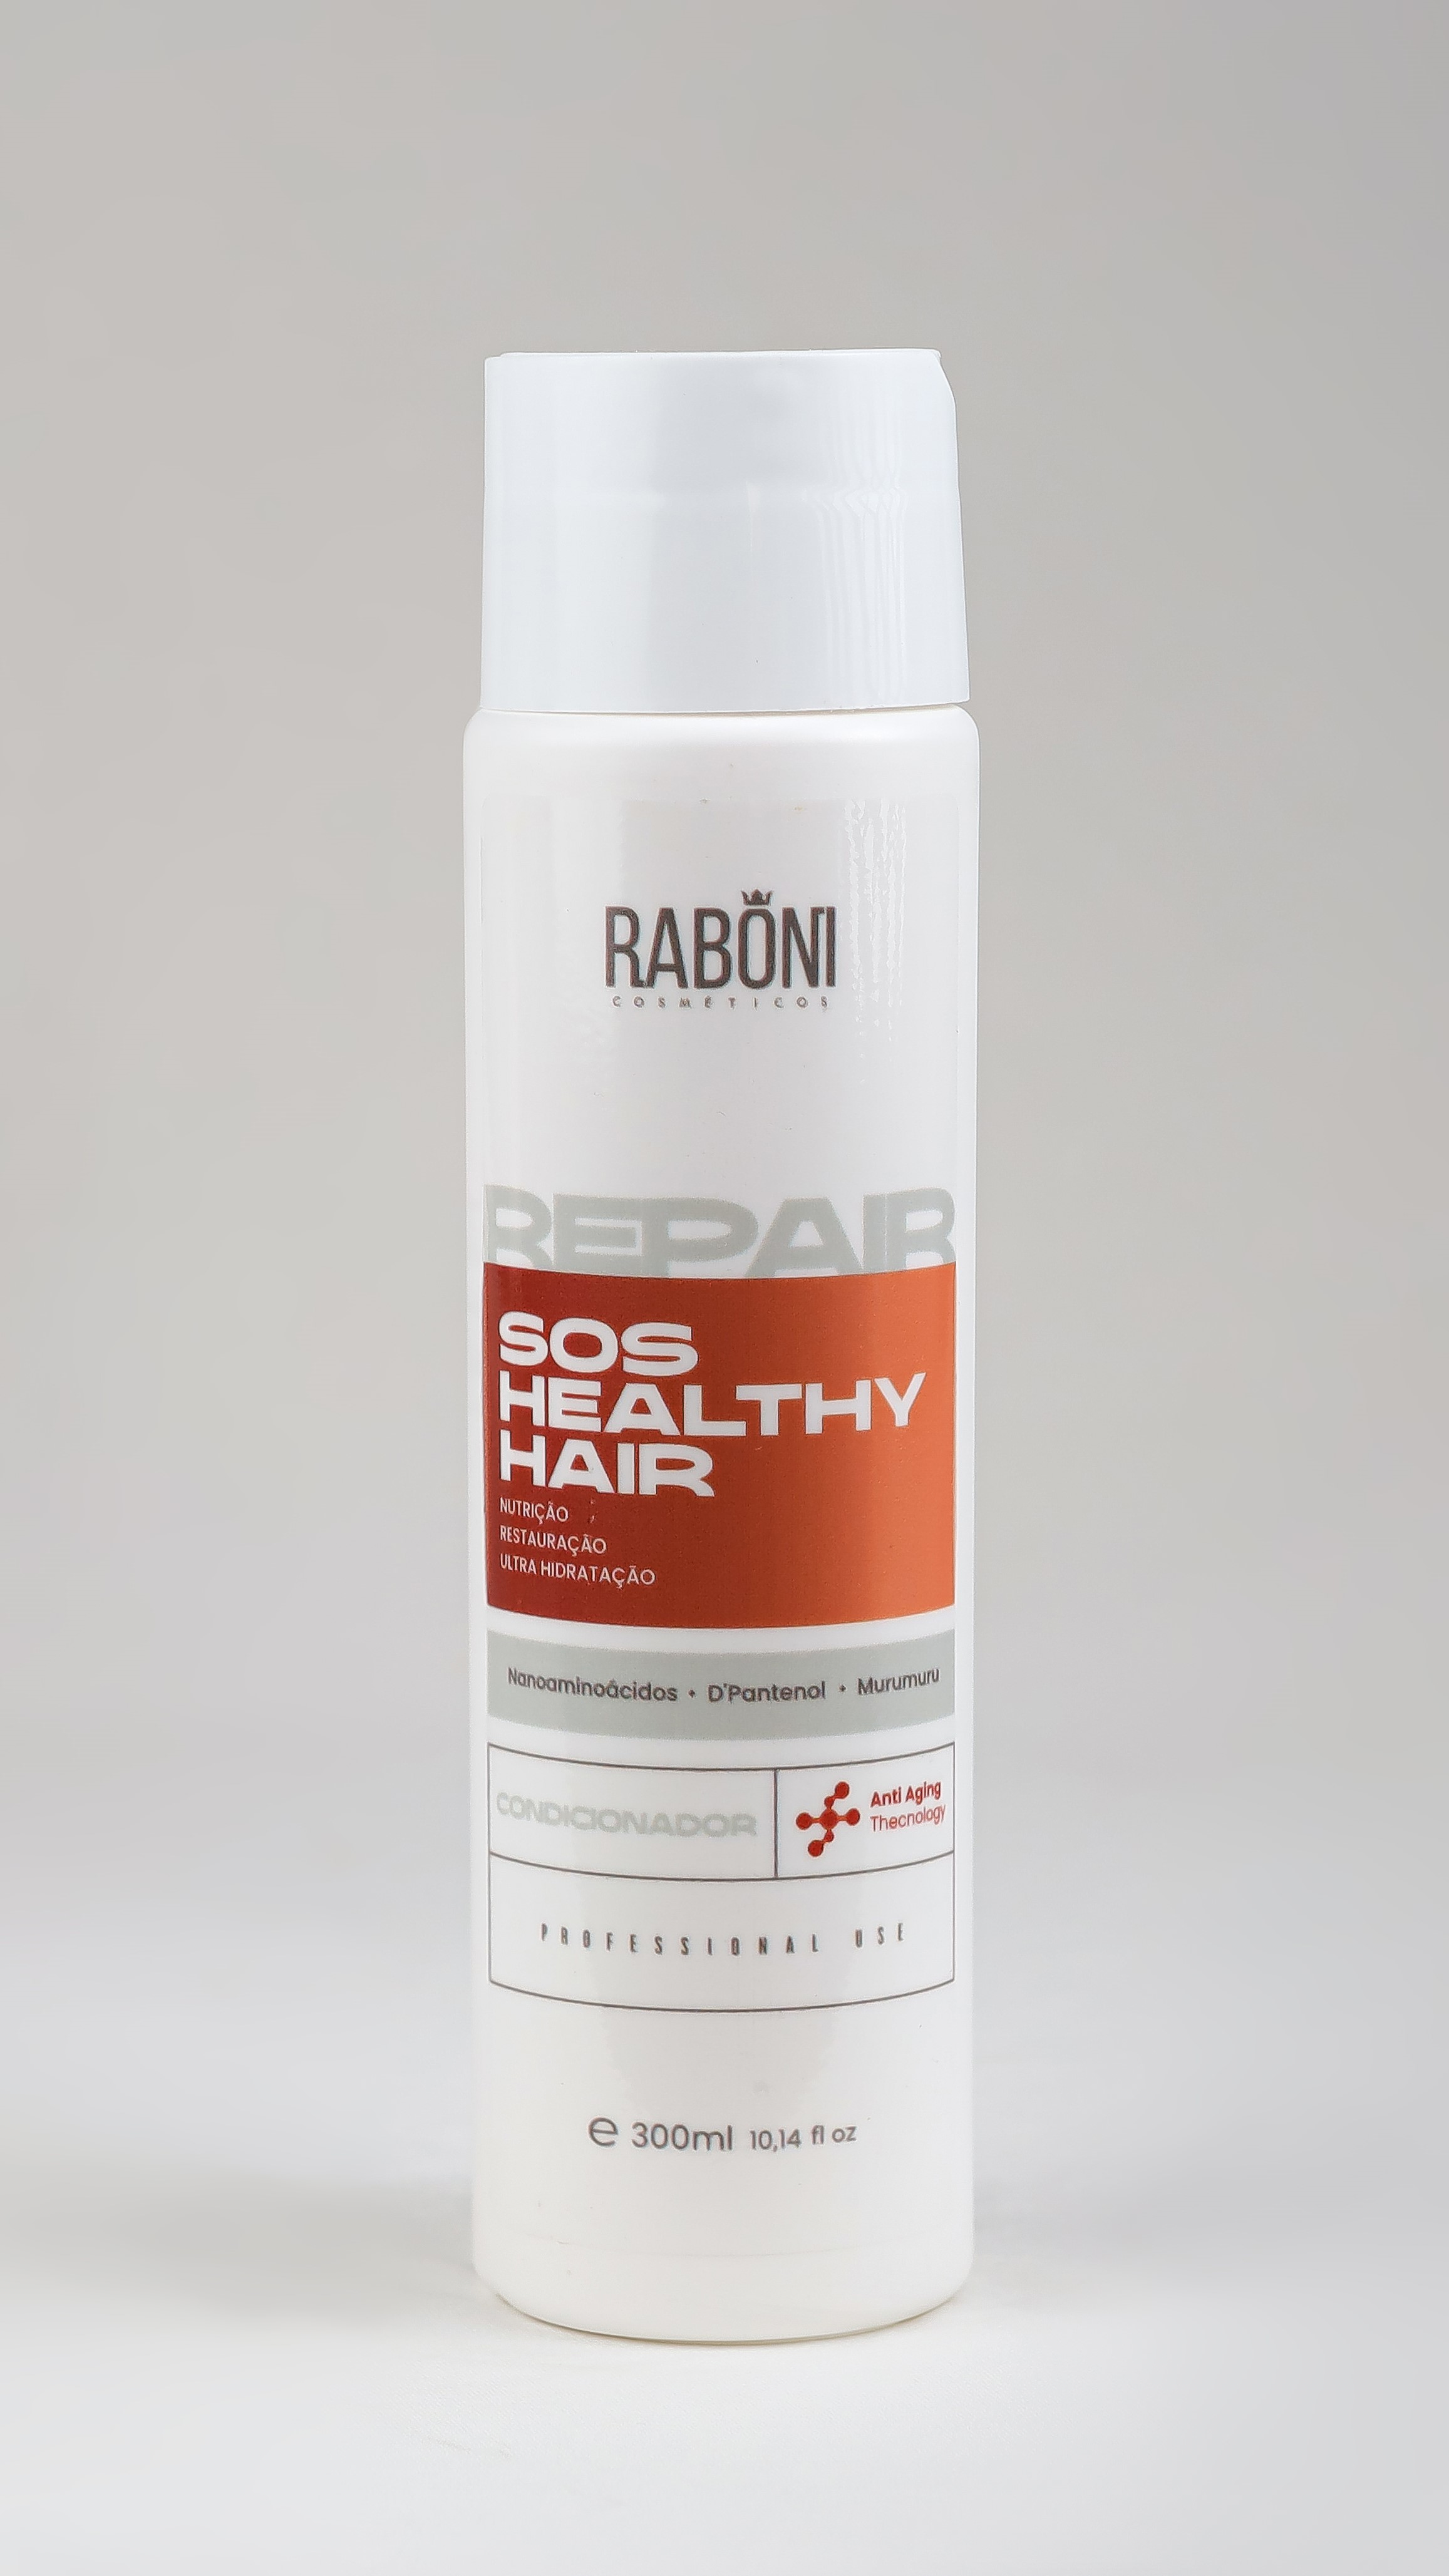 RABÔNI
COSMÉTICOS
REPAIR
SOS
HEALTHY
HAIR
NUTRIÇÃO
RESTAURAÇÃO
ULTRA HIDRATAÇÃO
Nanoaminoácidos • D'Pantenol • Murumuru
CONDICIONADOR
Anti Aging
Thecnology
PROFESSIONAL USE
e 300ml 10,14 fl oz